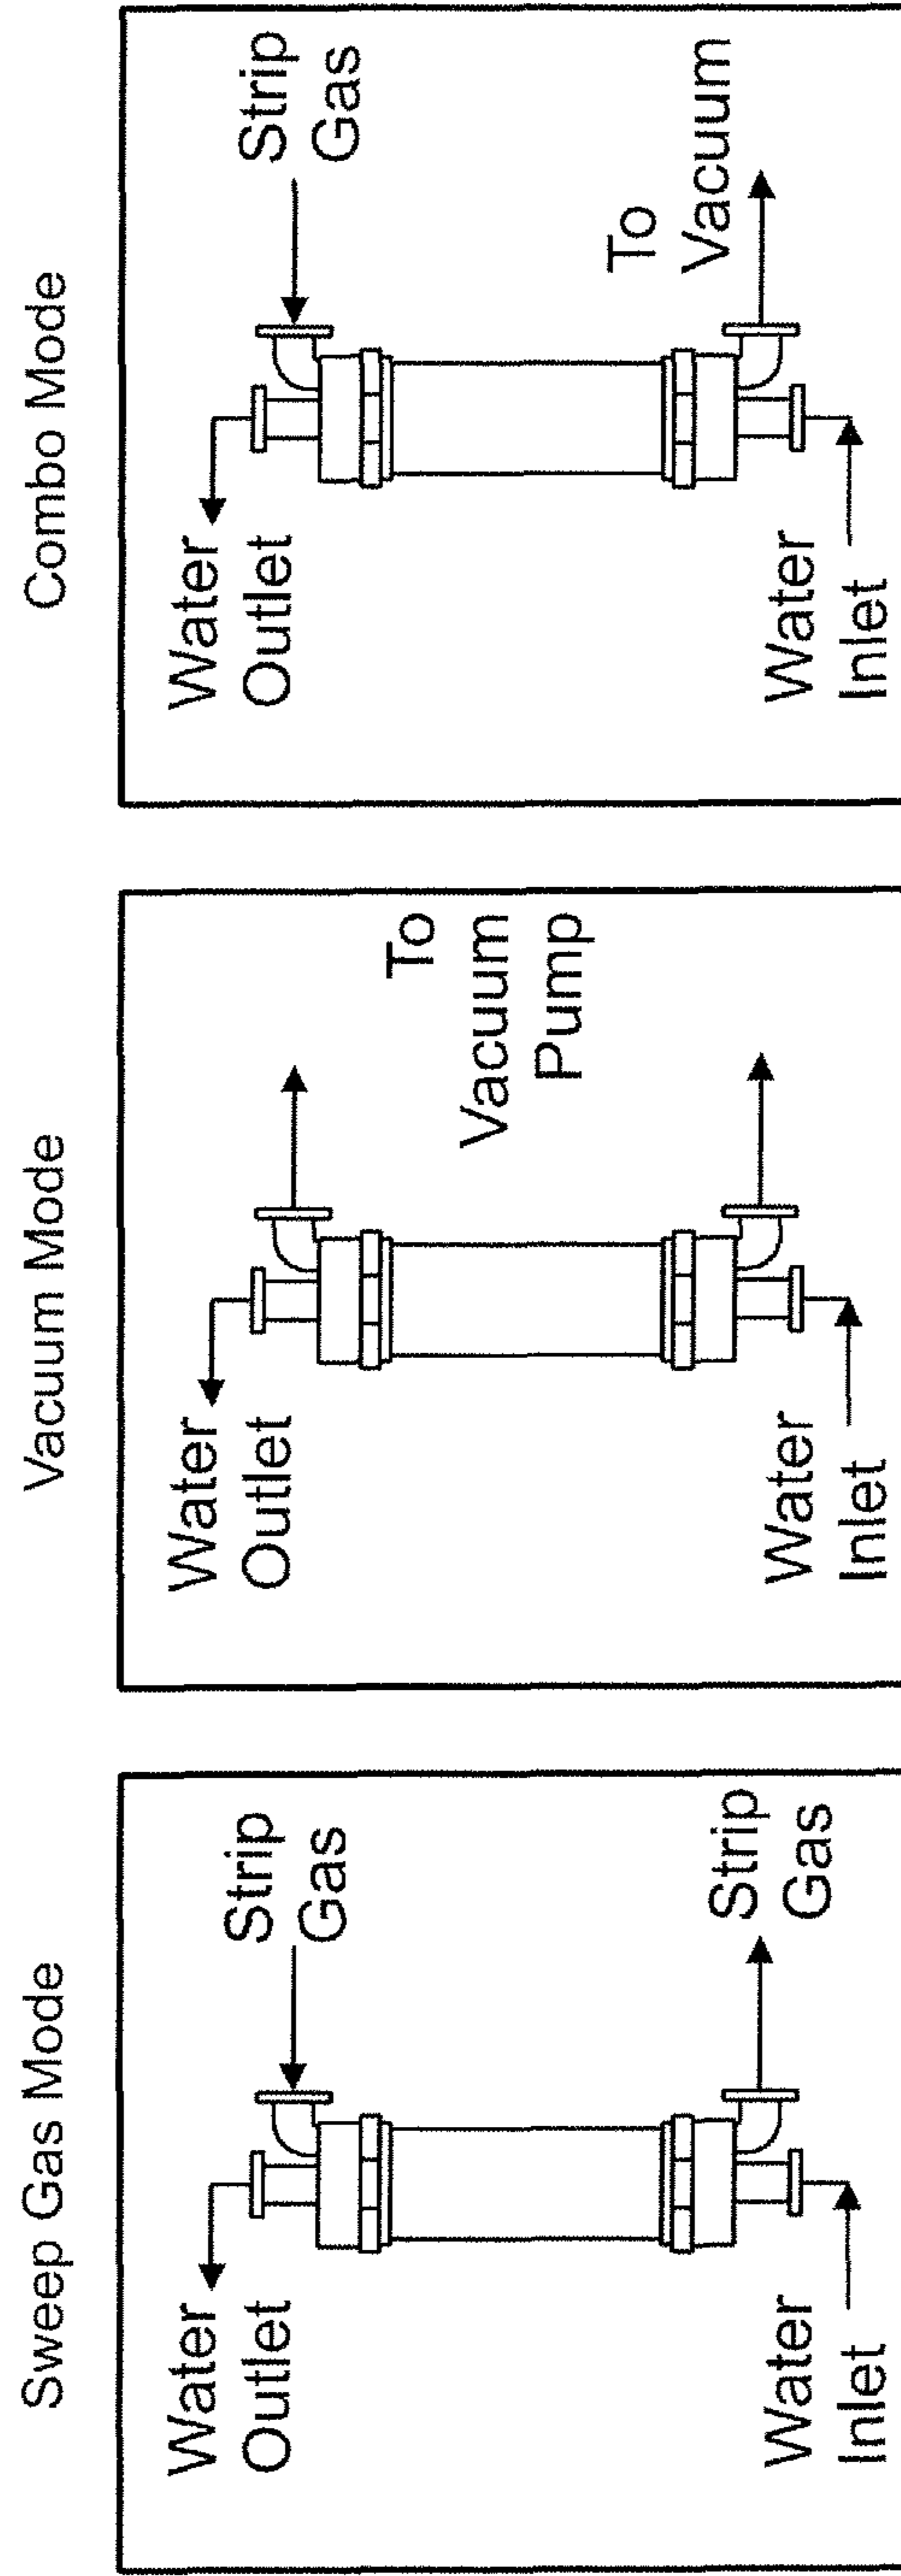 Sweep Gas Mode
Water
Outlet
Strip
Gas
Water
Inlet
Strip
Gas
Vacuum Mode
Water
Outlet
To
Vacuum
Pump
Water
Inlet
Combo Mode
Water
Outlet
Strip
Gas
To
Vacuum
Water
Inlet